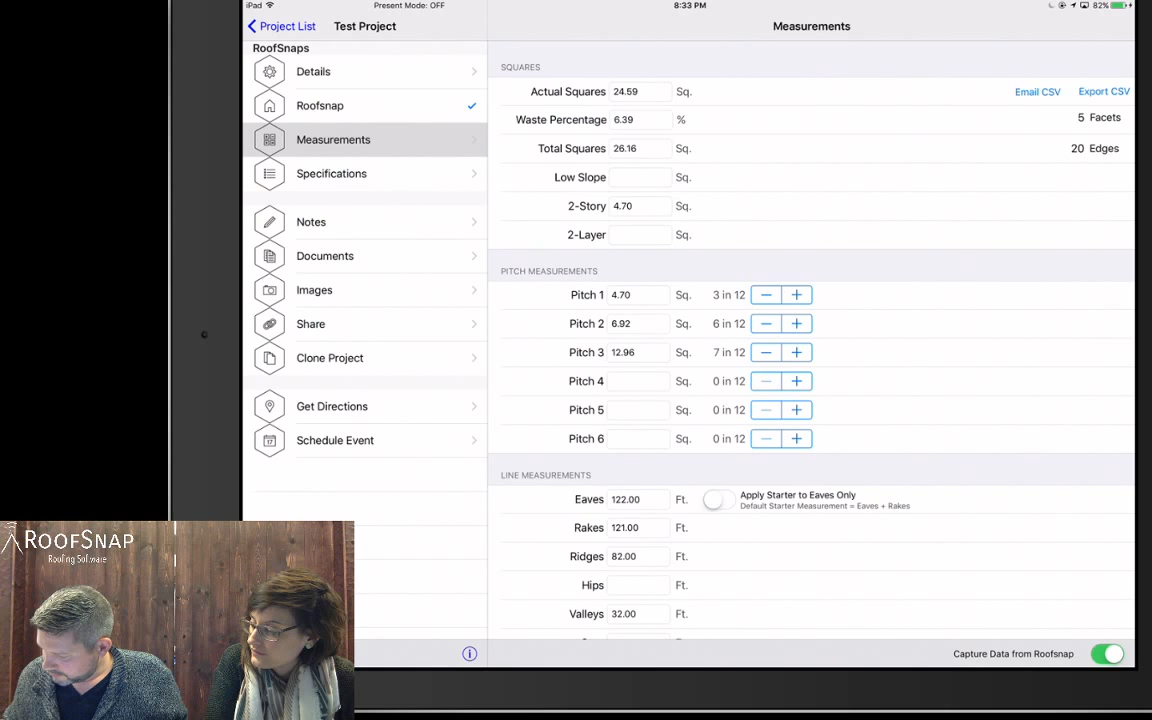 iPad
Present Mode: OFF
8:33 PM
82%
Project List
Test Project
Measurements
RoofSnaps
Details
Roofsnap
Measurements
Specifications
Notes
Documents
Images
Share
Clone Project
Get Directions
17
Schedule Event
SQUARES
Actual Squares 24.59 Sq.
Email CSV Export CSV
Waste Percentage 6.39 %
5 Facets
Total Squares 26.16 Sq.
20 Edges
Low Slope Sq.
2-Story 4.70 Sq.
2-Layer Sq.
PITCH MEASUREMENTS
Pitch 1 4.70 Sq. 3 in 12 − +
Pitch 2 6.92 Sq. 6 in 12 − +
Pitch 3 12.96 Sq. 7 in 12 − +
Pitch 4 Sq. 0 in 12 − +
Pitch 5 Sq. 0 in 12 − +
Pitch 6 Sq. 0 in 12 − +
LINE MEASUREMENTS
Eaves 122.00 Ft.
Apply Starter to Eaves Only
Default Starter Measurement = Eaves + Rakes
Rakes 121.00 Ft.
Ridges 82.00 Ft.
Hips Ft.
Valleys 32.00 Ft.
Capture Data from Roofsnap
ROOFSNAP
Roofing Software